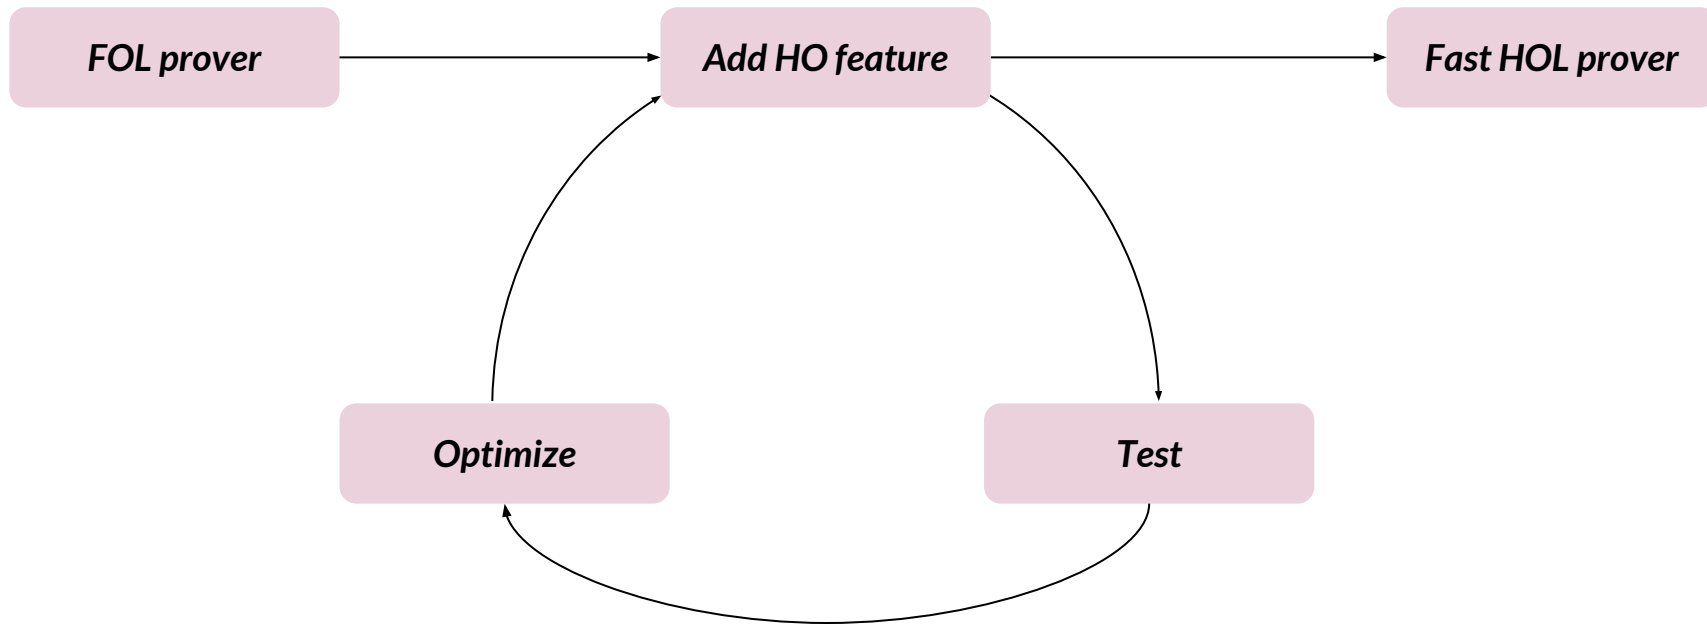 FOL prover
Add HO feature
Fast HOL prover
Optimize
Test